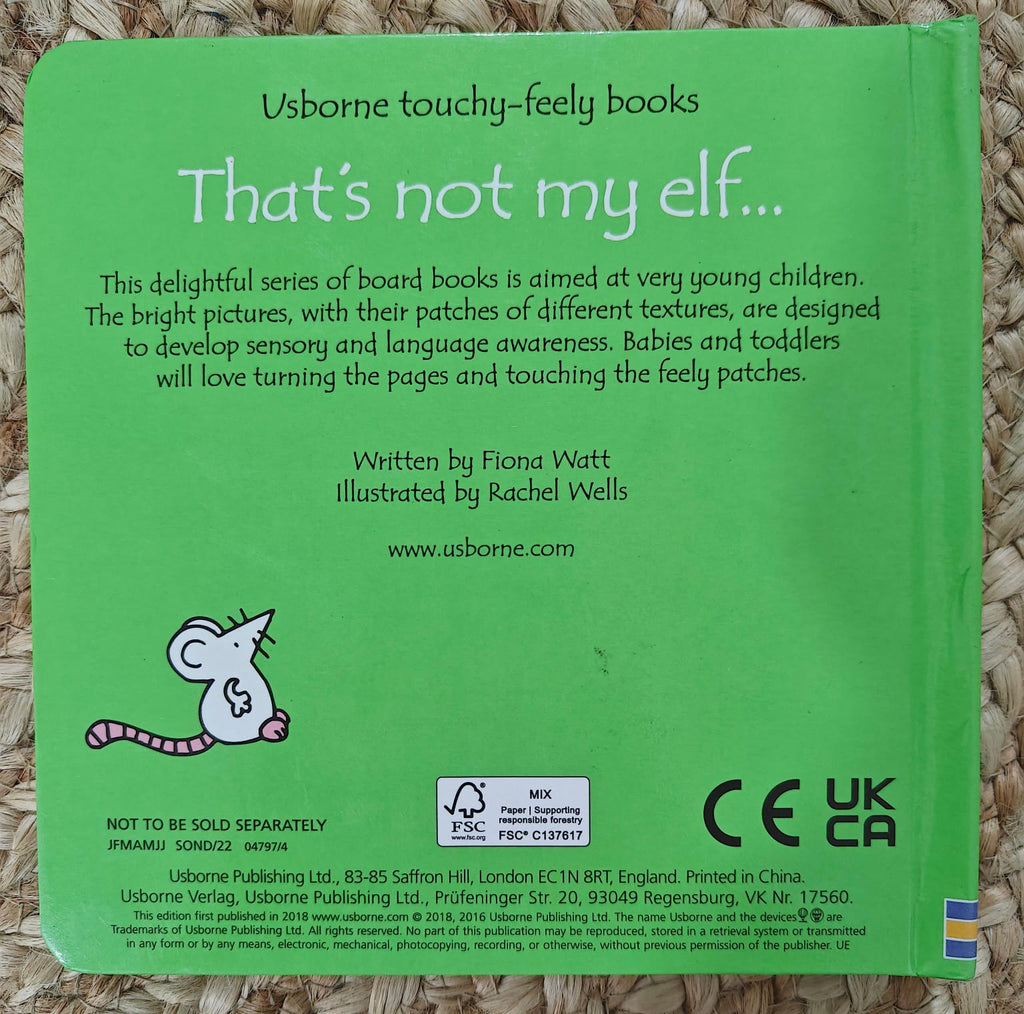 Usborne touchy-feely books
That's not my elf...
This delightful series of board books is aimed at very young children.
The bright pictures, with their patches of different textures, are designed
to develop sensory and language awareness. Babies and toddlers
will love turning the pages and touching the feely patches.
Written by Fiona Watt
Illustrated by Rachel Wells
www.usborne.com
NOT TO BE SOLD SEPARATELY
JFMAMJJ SOND/22 04797/4
FSC
www.fsc.org
MIX
Paper | Supporting
responsible forestry
FSC® C137617
CE
UK
CA
Usborne Publishing Ltd., 83-85 Saffron Hill, London EC1N 8RT, England. Printed in China.
Usborne Verlag, Usborne Publishing Ltd., Prüfeninger Str. 20, 93049 Regensburg, VK Nr. 17560.
This edition first published in 2018 www.usborne.com © 2018, 2016 Usborne Publishing Ltd. The name Usborne and the devices are
Trademarks of Usborne Publishing Ltd. All rights reserved. No part of this publication may be reproduced, stored in a retrieval system or transmitted
in any form or by any means, electronic, mechanical, photocopying, recording, or otherwise, without previous permission of the publisher. UE